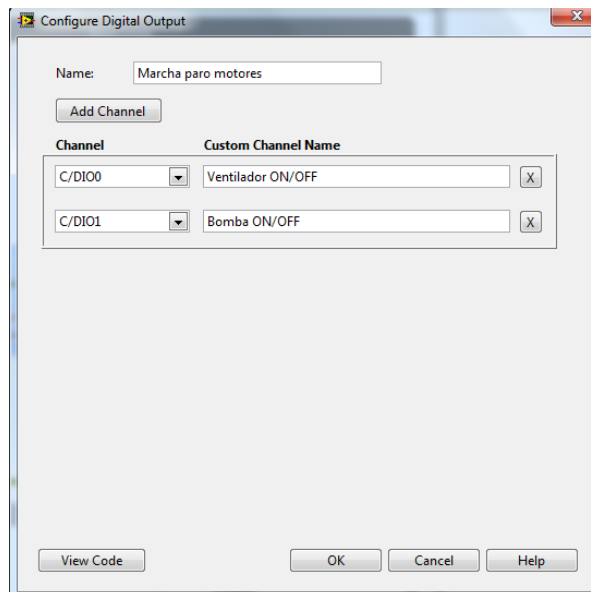 Configure Digital Output
Name: Marcha paro motores
Add Channel
Channel Custom Channel Name
C/DIO0 Ventilador ON/OFF X
C/DIO1 Bomba ON/OFF X
View Code OK Cancel Help